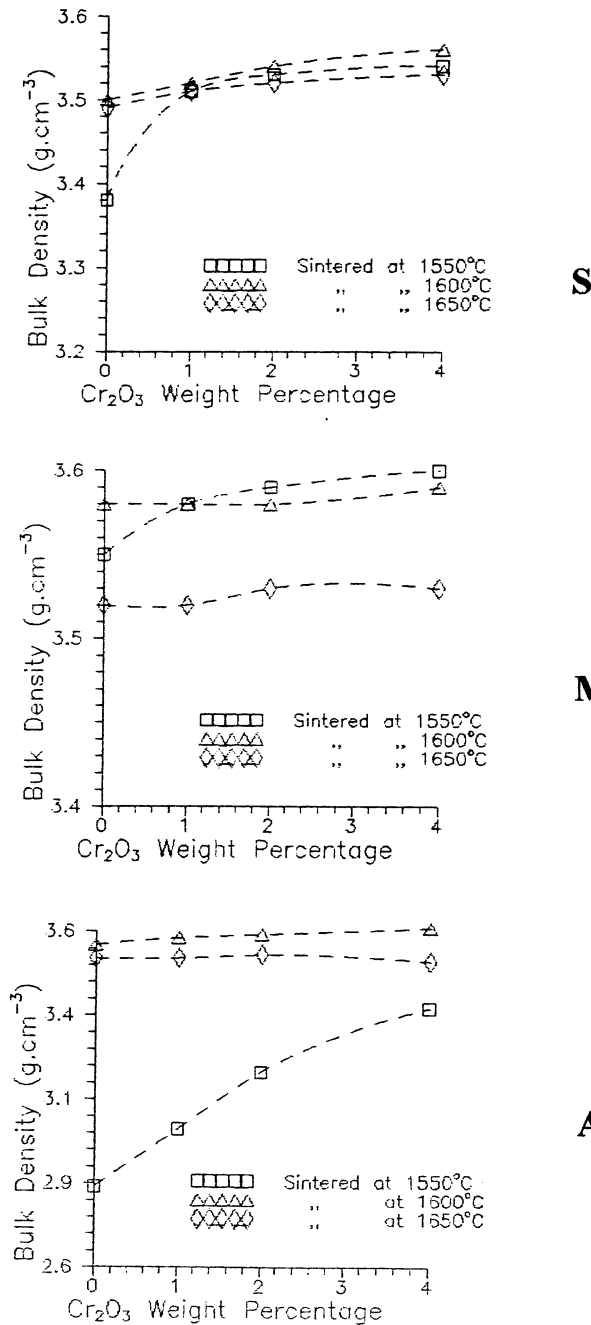 3.6
3.5
3.4
3.3
3.2
Bulk Density (g.cm⁻³)
Sintered at 1550°C
,, ,, 1600°C
,, ,, 1650°C
0 1 2 3 4
Cr₂O₃ Weight Percentage
S
3.6
3.5
3.4
Bulk Density (g.cm⁻³)
Sintered at 1550°C
,, ,, 1600°C
,, ,, 1650°C
0 1 2 3 4
Cr₂O₃ Weight Percentage
M
3.6
3.4
3.1
2.9
2.6
Bulk Density (g.cm⁻³)
Sintered at 1550°C
,, at 1600°C
,, at 1650°C
0 1 2 3 4
Cr₂O₃ Weight Percentage
A